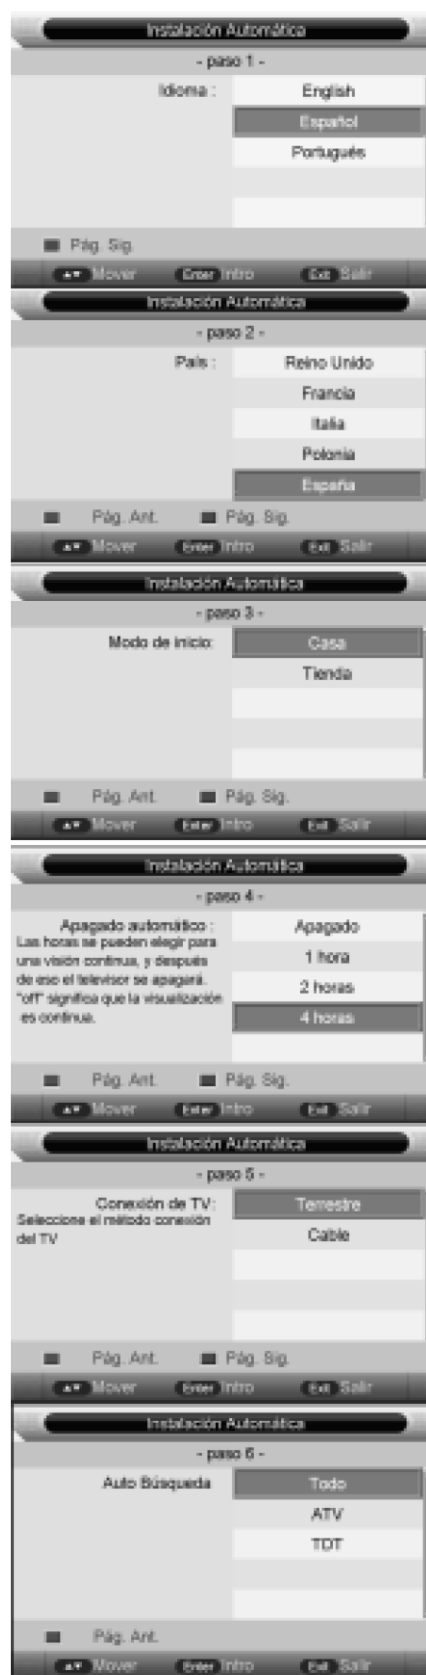 Instalación Automática
- paso 1 -
Idioma : English
Español
Portugués
Pág. Sig.
▲▼ Mover Enter Intro Exit Salir
Instalación Automática
- paso 2 -
País : Reino Unido
Francia
Italia
Polonia
España
Pág. Ant. Pág. Sig.
▲▼ Mover Enter Intro Exit Salir
Instalación Automática
- paso 3 -
Modo de inicio: Casa
Tienda
Pág. Ant. Pág. Sig.
▲▼ Mover Enter Intro Exit Salir
Instalación Automática
- paso 4 -
Apagado automático : Apagado
Las horas se pueden elegir para
una visión continua, y después 1 hora
de eso el televisor se apagará. 2 horas
"off" significa que la visualización
es continua. 4 horas
Pág. Ant. Pág. Sig.
▲▼ Mover Enter Intro Exit Salir
Instalación Automática
- paso 5 -
Conexión de TV: Terrestre
Seleccione el método conexión
del TV Cable
Pág. Ant. Pág. Sig.
▲▼ Mover Enter Intro Exit Salir
Instalación Automática
- paso 6 -
Auto Búsqueda Todo
ATV
TDT
Pág. Ant.
▲▼ Mover Enter Intro Exit Salir